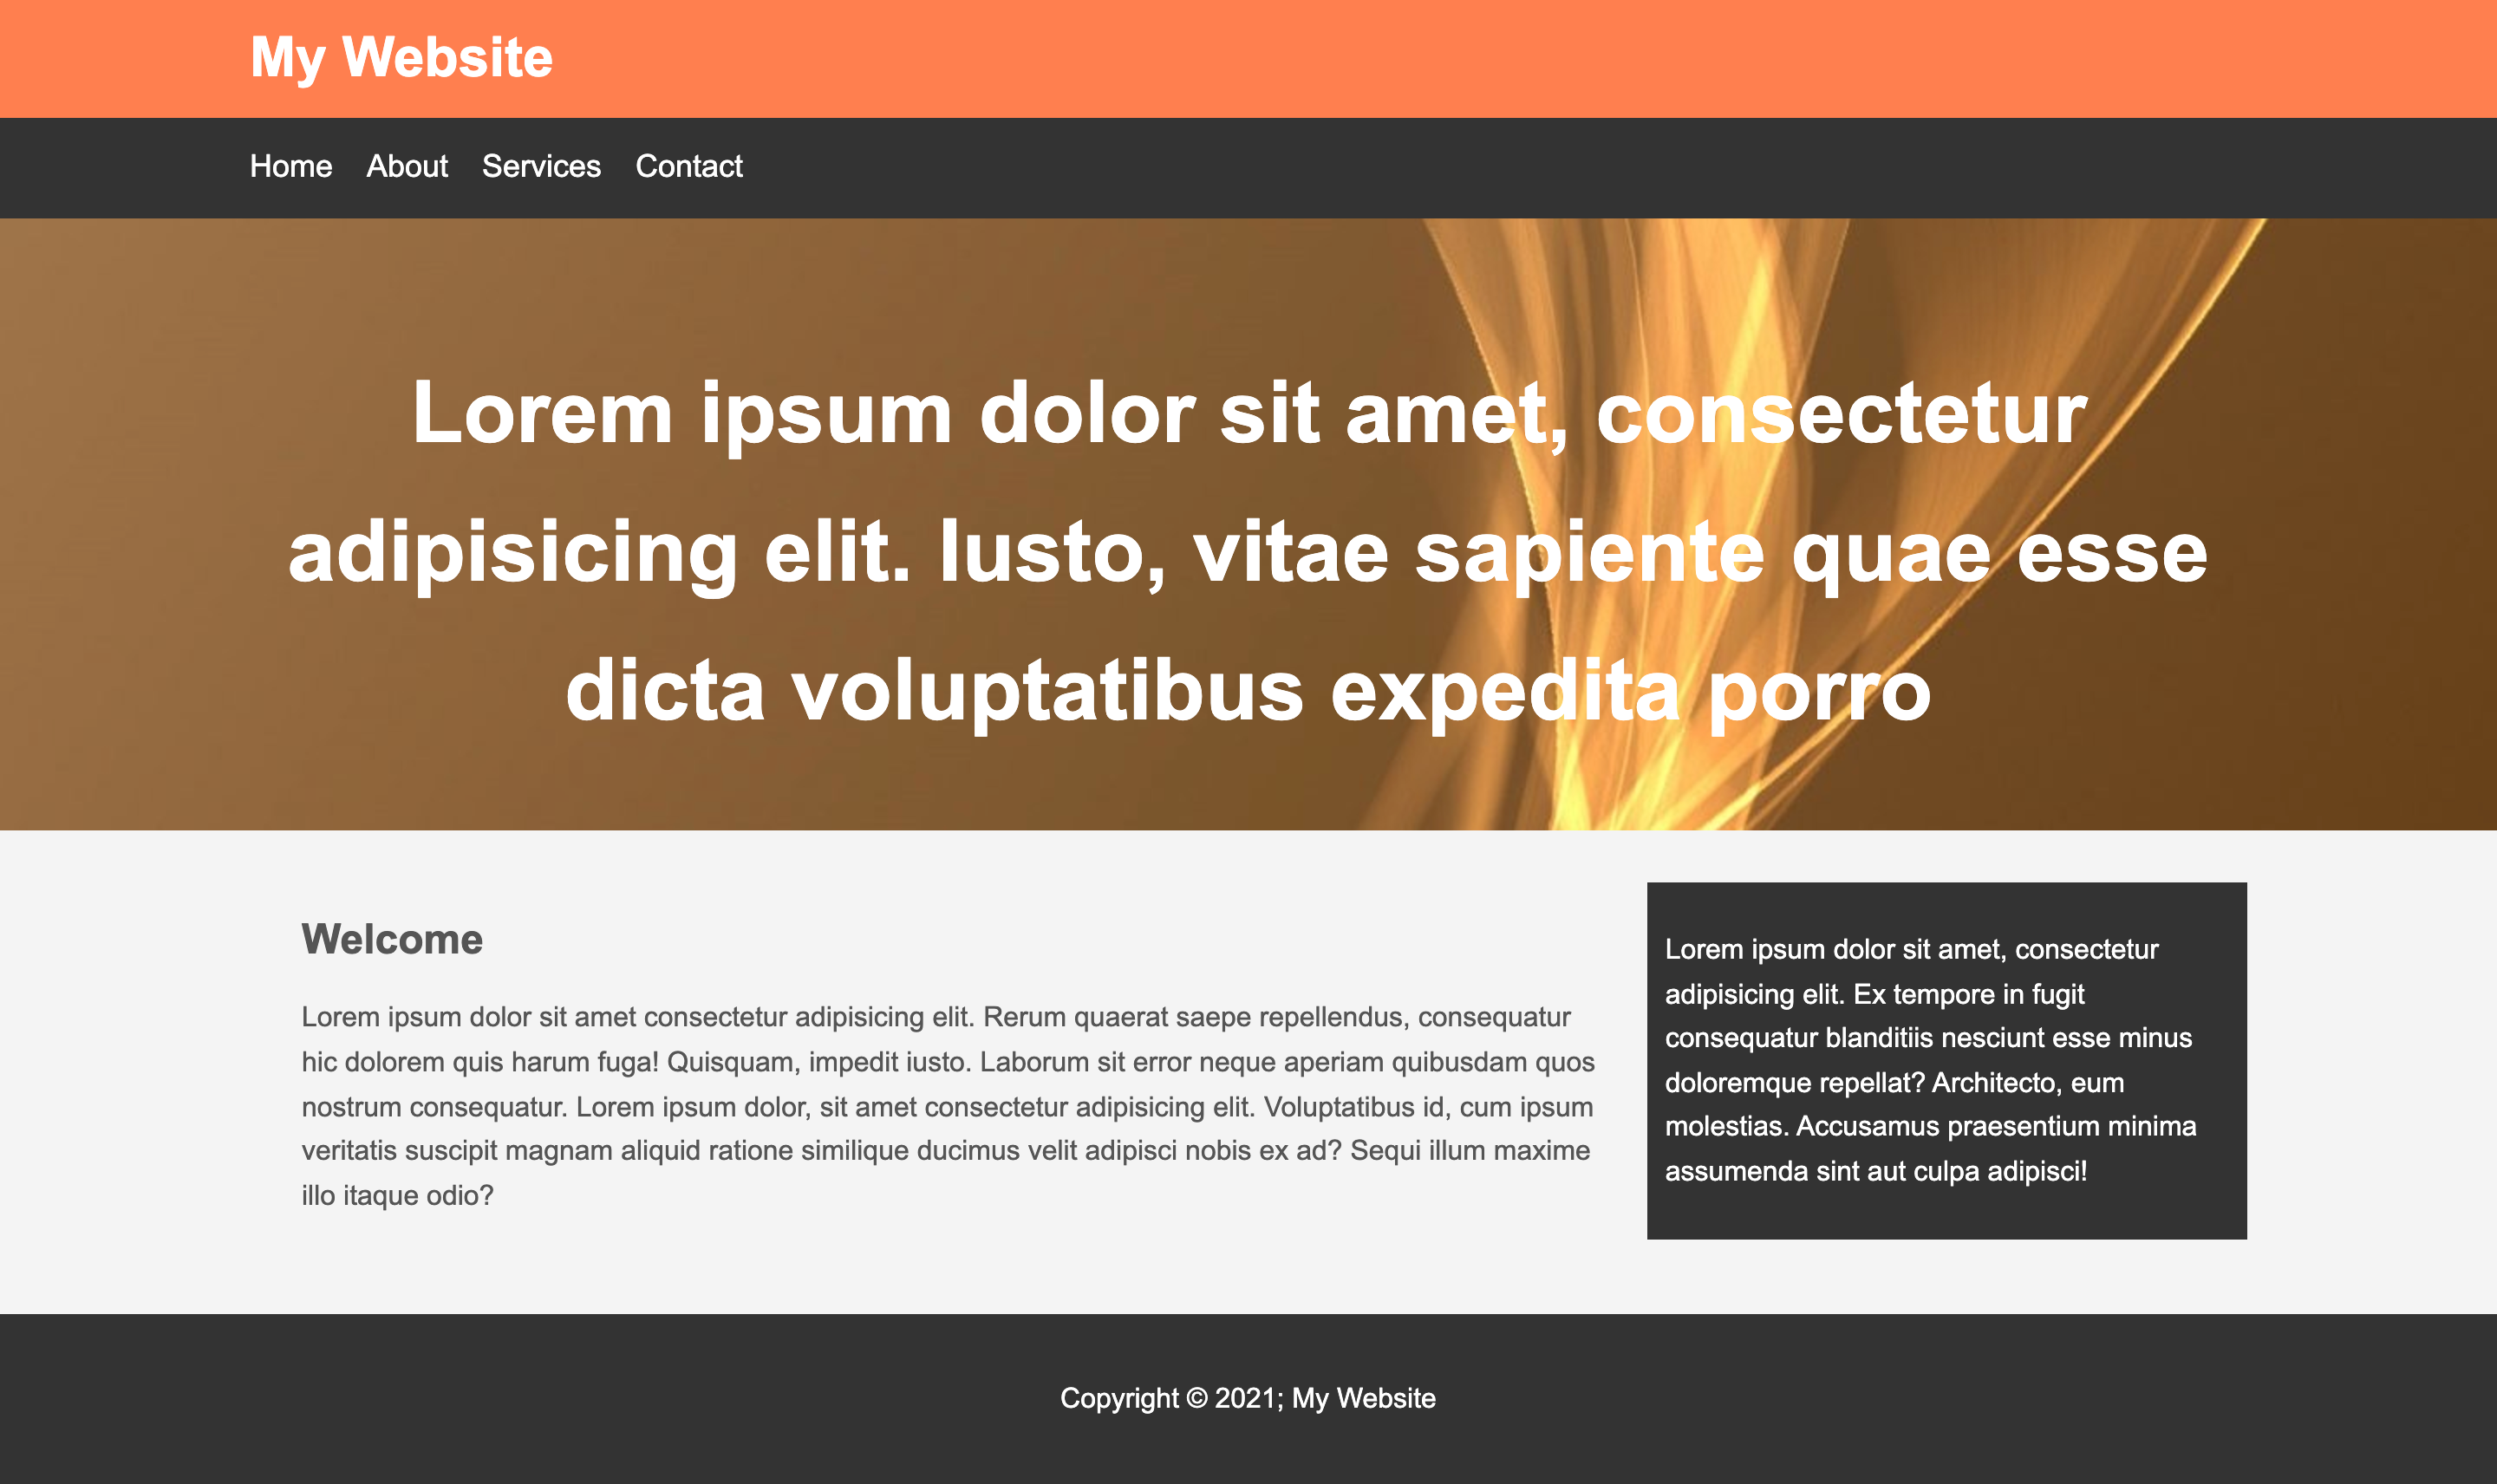 My Website
Home About Services Contact
Lorem ipsum dolor sit amet, consectetur
adipisicing elit. Iusto, vitae sapiente quae esse
dicta voluptatibus expedita porro
Welcome
Lorem ipsum dolor sit amet consectetur adipisicing elit. Rerum quaerat saepe repellendus, consequatur
hic dolorem quis harum fuga! Quisquam, impedit iusto. Laborum sit error neque aperiam quibusdam quos
nostrum consequatur. Lorem ipsum dolor, sit amet consectetur adipisicing elit. Voluptatibus id, cum ipsum
veritatis suscipit magnam aliquid ratione similique ducimus velit adipisci nobis ex ad? Sequi illum maxime
illo itaque odio?
Lorem ipsum dolor sit amet, consectetur
adipisicing elit. Ex tempore in fugit
consequatur blanditiis nesciunt esse minus
doloremque repellat? Architecto, eum
molestias. Accusamus praesentium minima
assumenda sint aut culpa adipisci!
Copyright © 2021; My Website